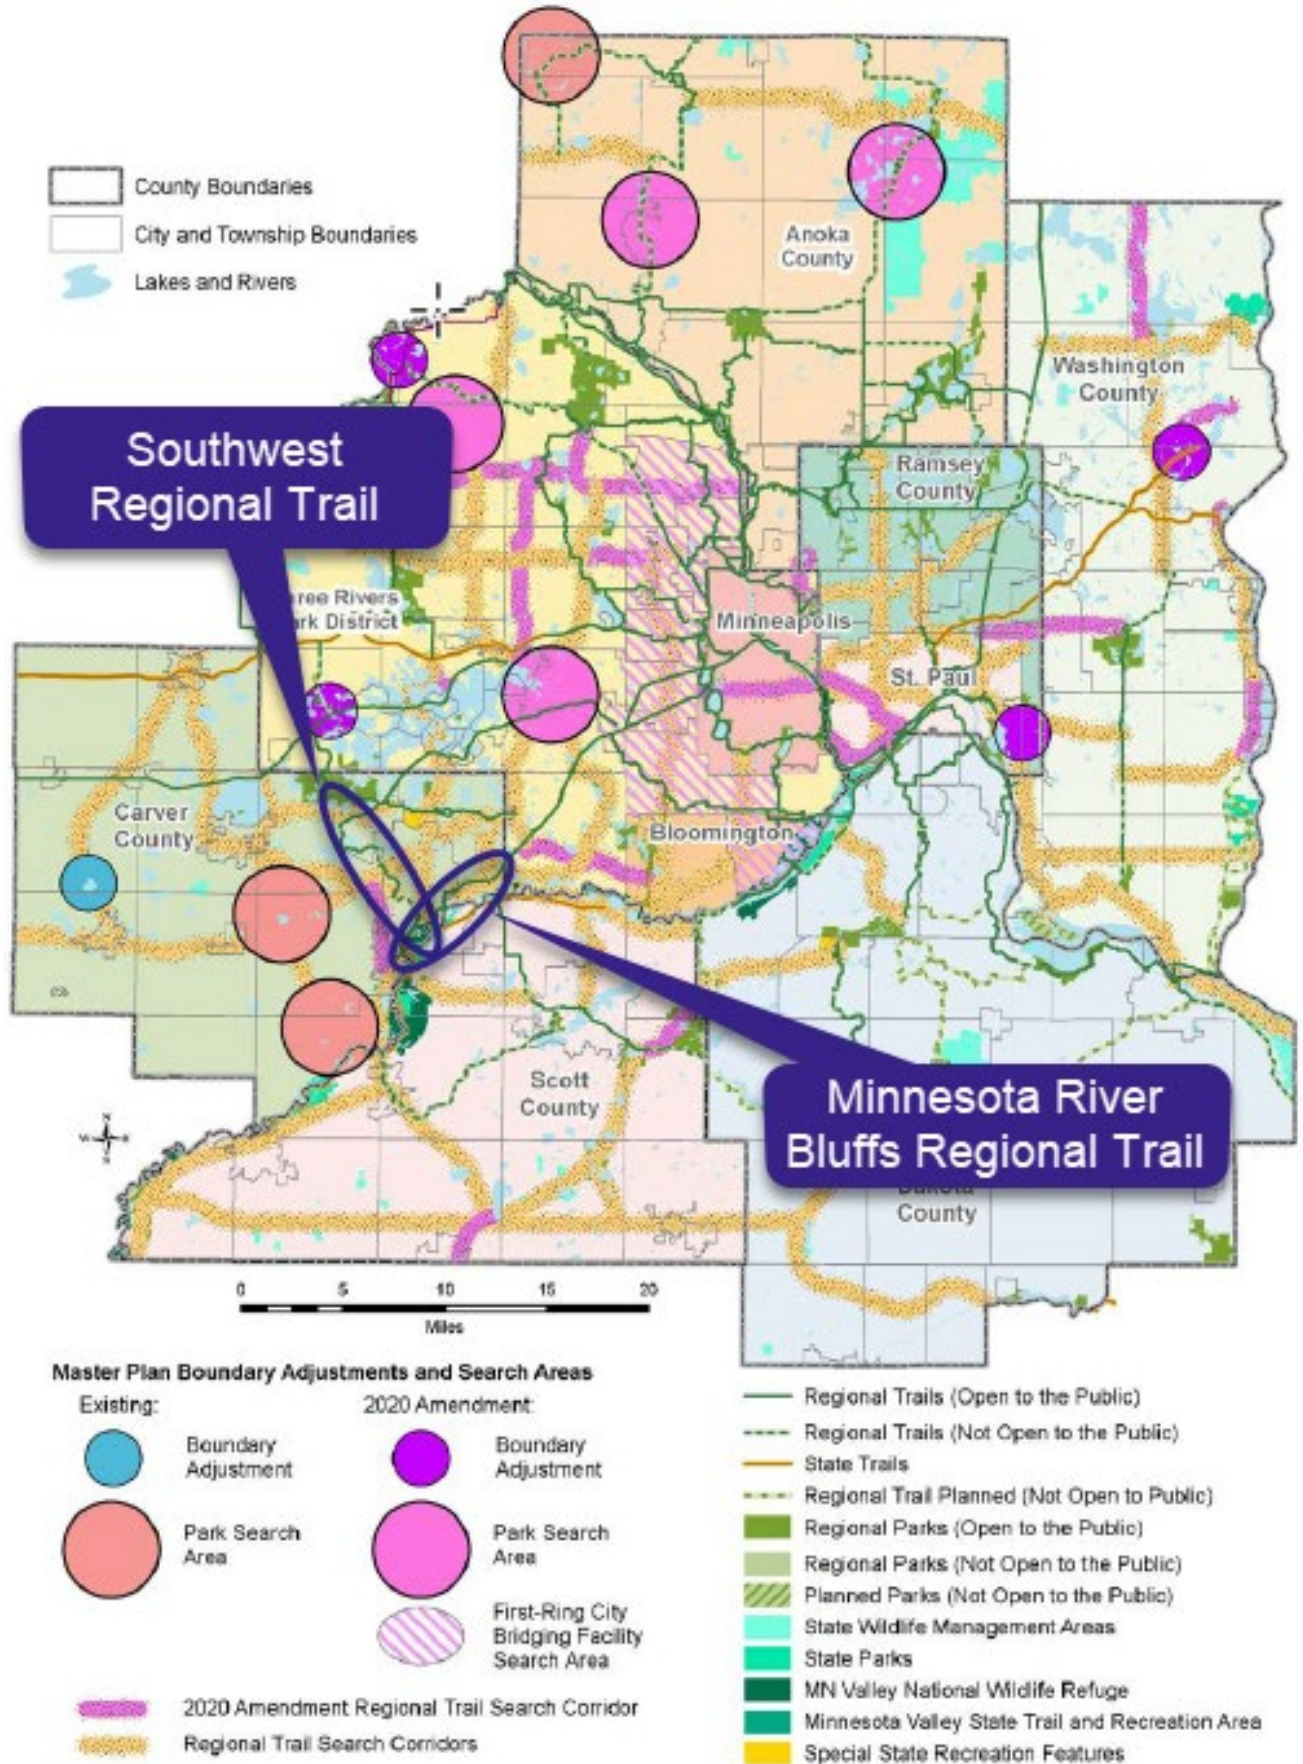 County Boundaries
City and Township Boundaries
Lakes and Rivers
Anoka
County
Washington
County
Southwest
Regional Trail
Ramsey
County
ree Rivers
ark District
Minneapolis
St. Paul
Carver
County
Bloomington
Scott
County
Minnesota River
Bluffs Regional Trail
Dakota
County
0 5 10 15 20
Miles
Master Plan Boundary Adjustments and Search Areas
Existing:
Boundary
Adjustment
Park Search
Area
2020 Amendment:
Boundary
Adjustment
Park Search
Area
First-Ring City
Bridging Facility
Search Area
2020 Amendment Regional Trail Search Corridor
Regional Trail Search Corridors
Regional Trails (Open to the Public)
Regional Trails (Not Open to the Public)
State Trails
Regional Trail Planned (Not Open to Public)
Regional Parks (Open to the Public)
Regional Parks (Not Open to the Public)
Planned Parks (Not Open to the Public)
State Wildlife Management Areas
State Parks
MN Valley National Wildlife Refuge
Minnesota Valley State Trail and Recreation Area
Special State Recreation Features